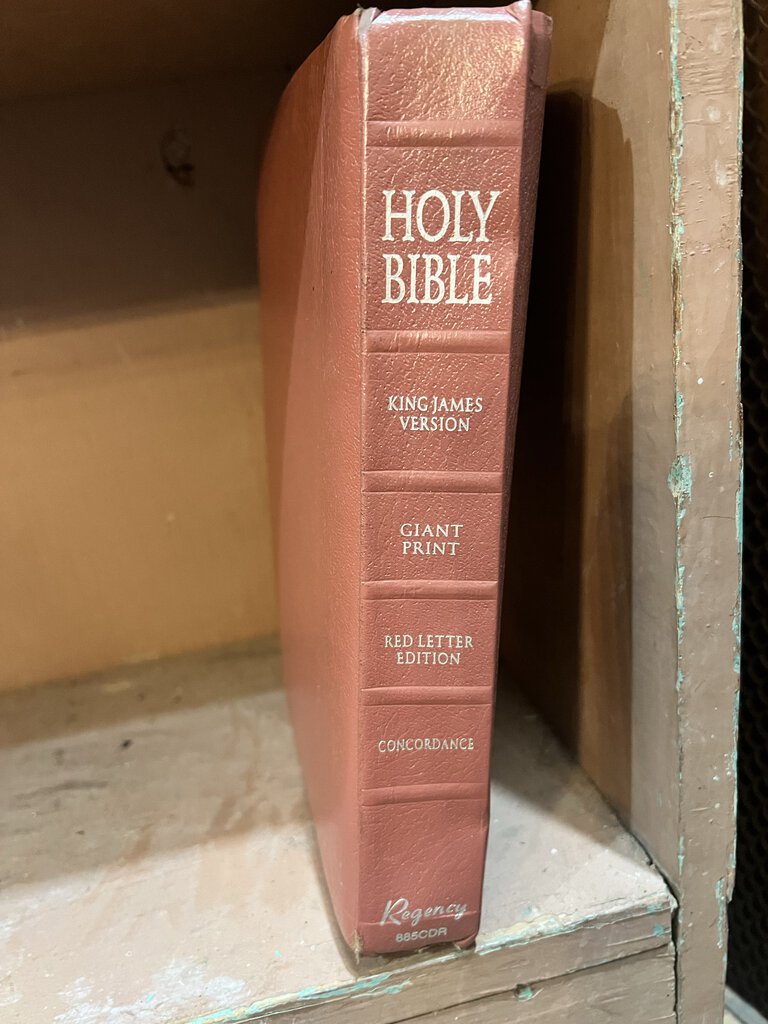 HOLY
BIBLE
KING JAMES
VERSION
GIANT
PRINT
RED LETTER
EDITION
CONCORDANCE
Regency
885CDR